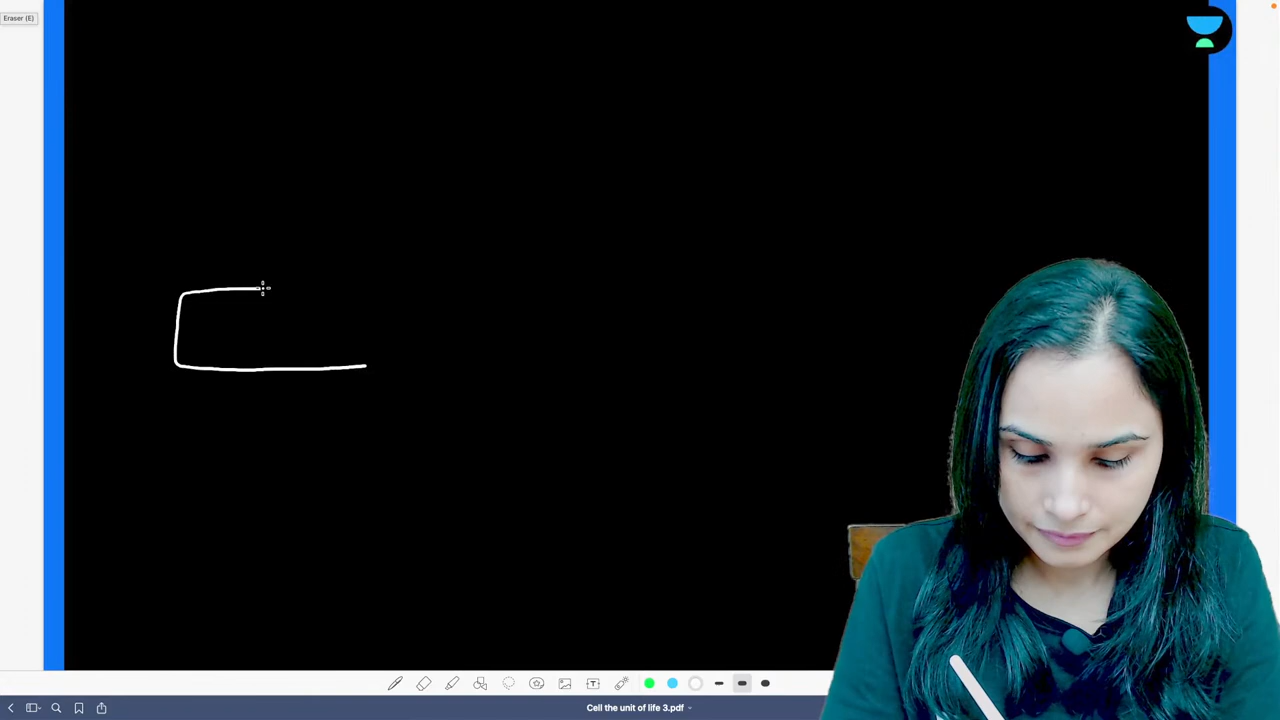 Eraser (E)
Cell the unit of life 3.pdf